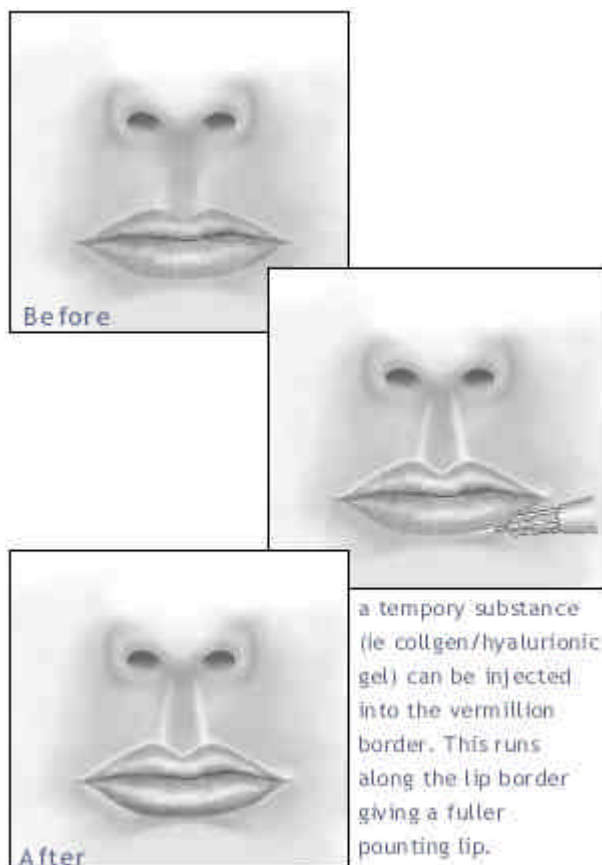 Before
a tempory substance
(ie collgen/hyalurionic
gel) can be injected
into the vermillion
border. This runs
along the lip border
giving a fuller
pounting lip.
After